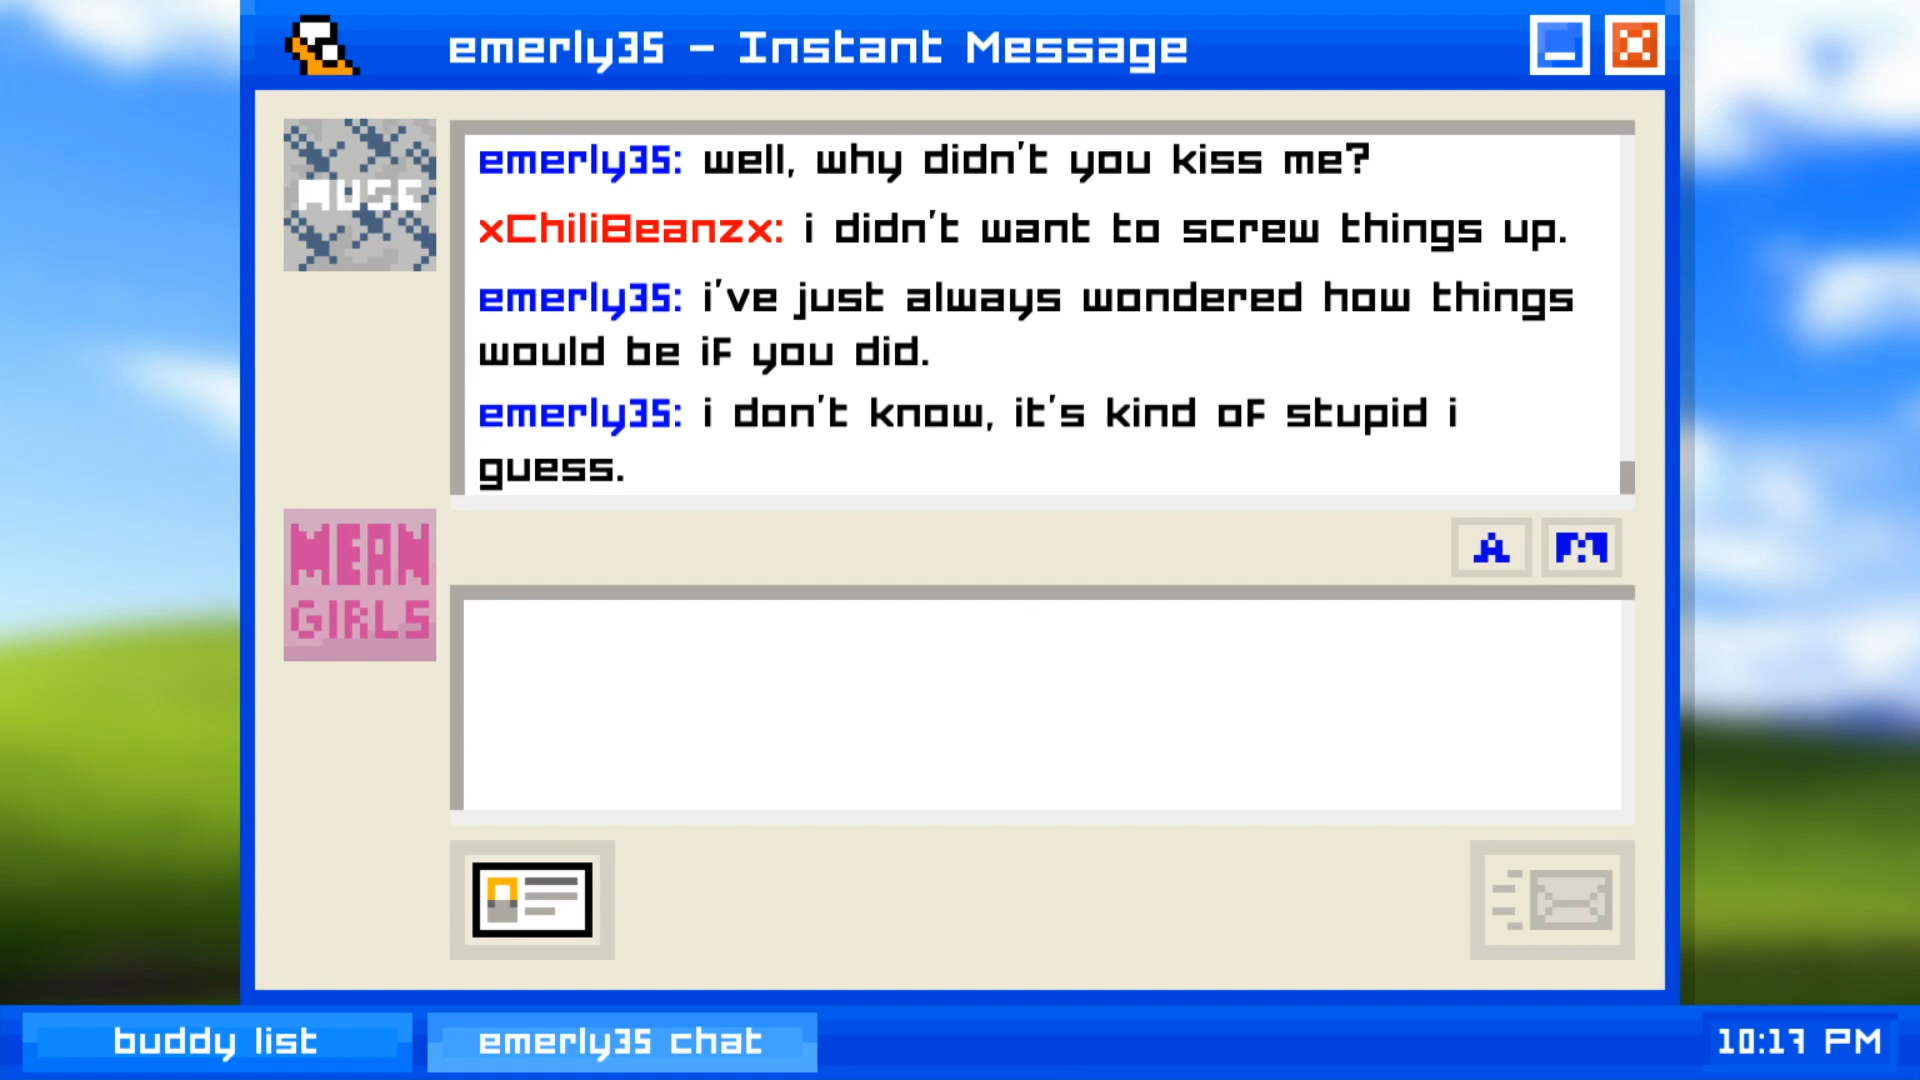 emerly35 - Instant Message
MUSE
emerly35: well, why didn't you kiss me?
xChiliBeanzx: i didn't want to screw things up.
emerly35: i've just always wondered how things
would be if you did.
emerly35: i don't know, it's kind of stupid i
guess.
MEAN
GIRLS
A
M
buddy list
emerly35 chat
10:17 PM